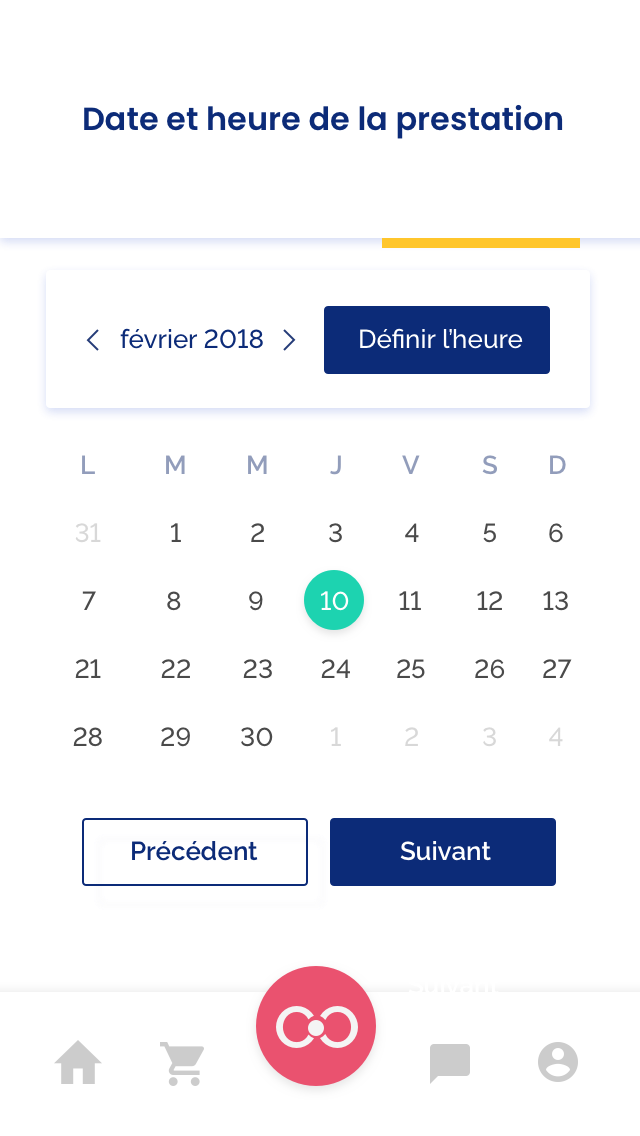 Date et heure de la prestation
février 2018 Définir l’heure
L M M J V S D
31 1 2 3 4 5 6
7 8 9 10 11 12 13
21 22 23 24 25 26 27
28 29 30 1 2 3 4
Précédent Suivant